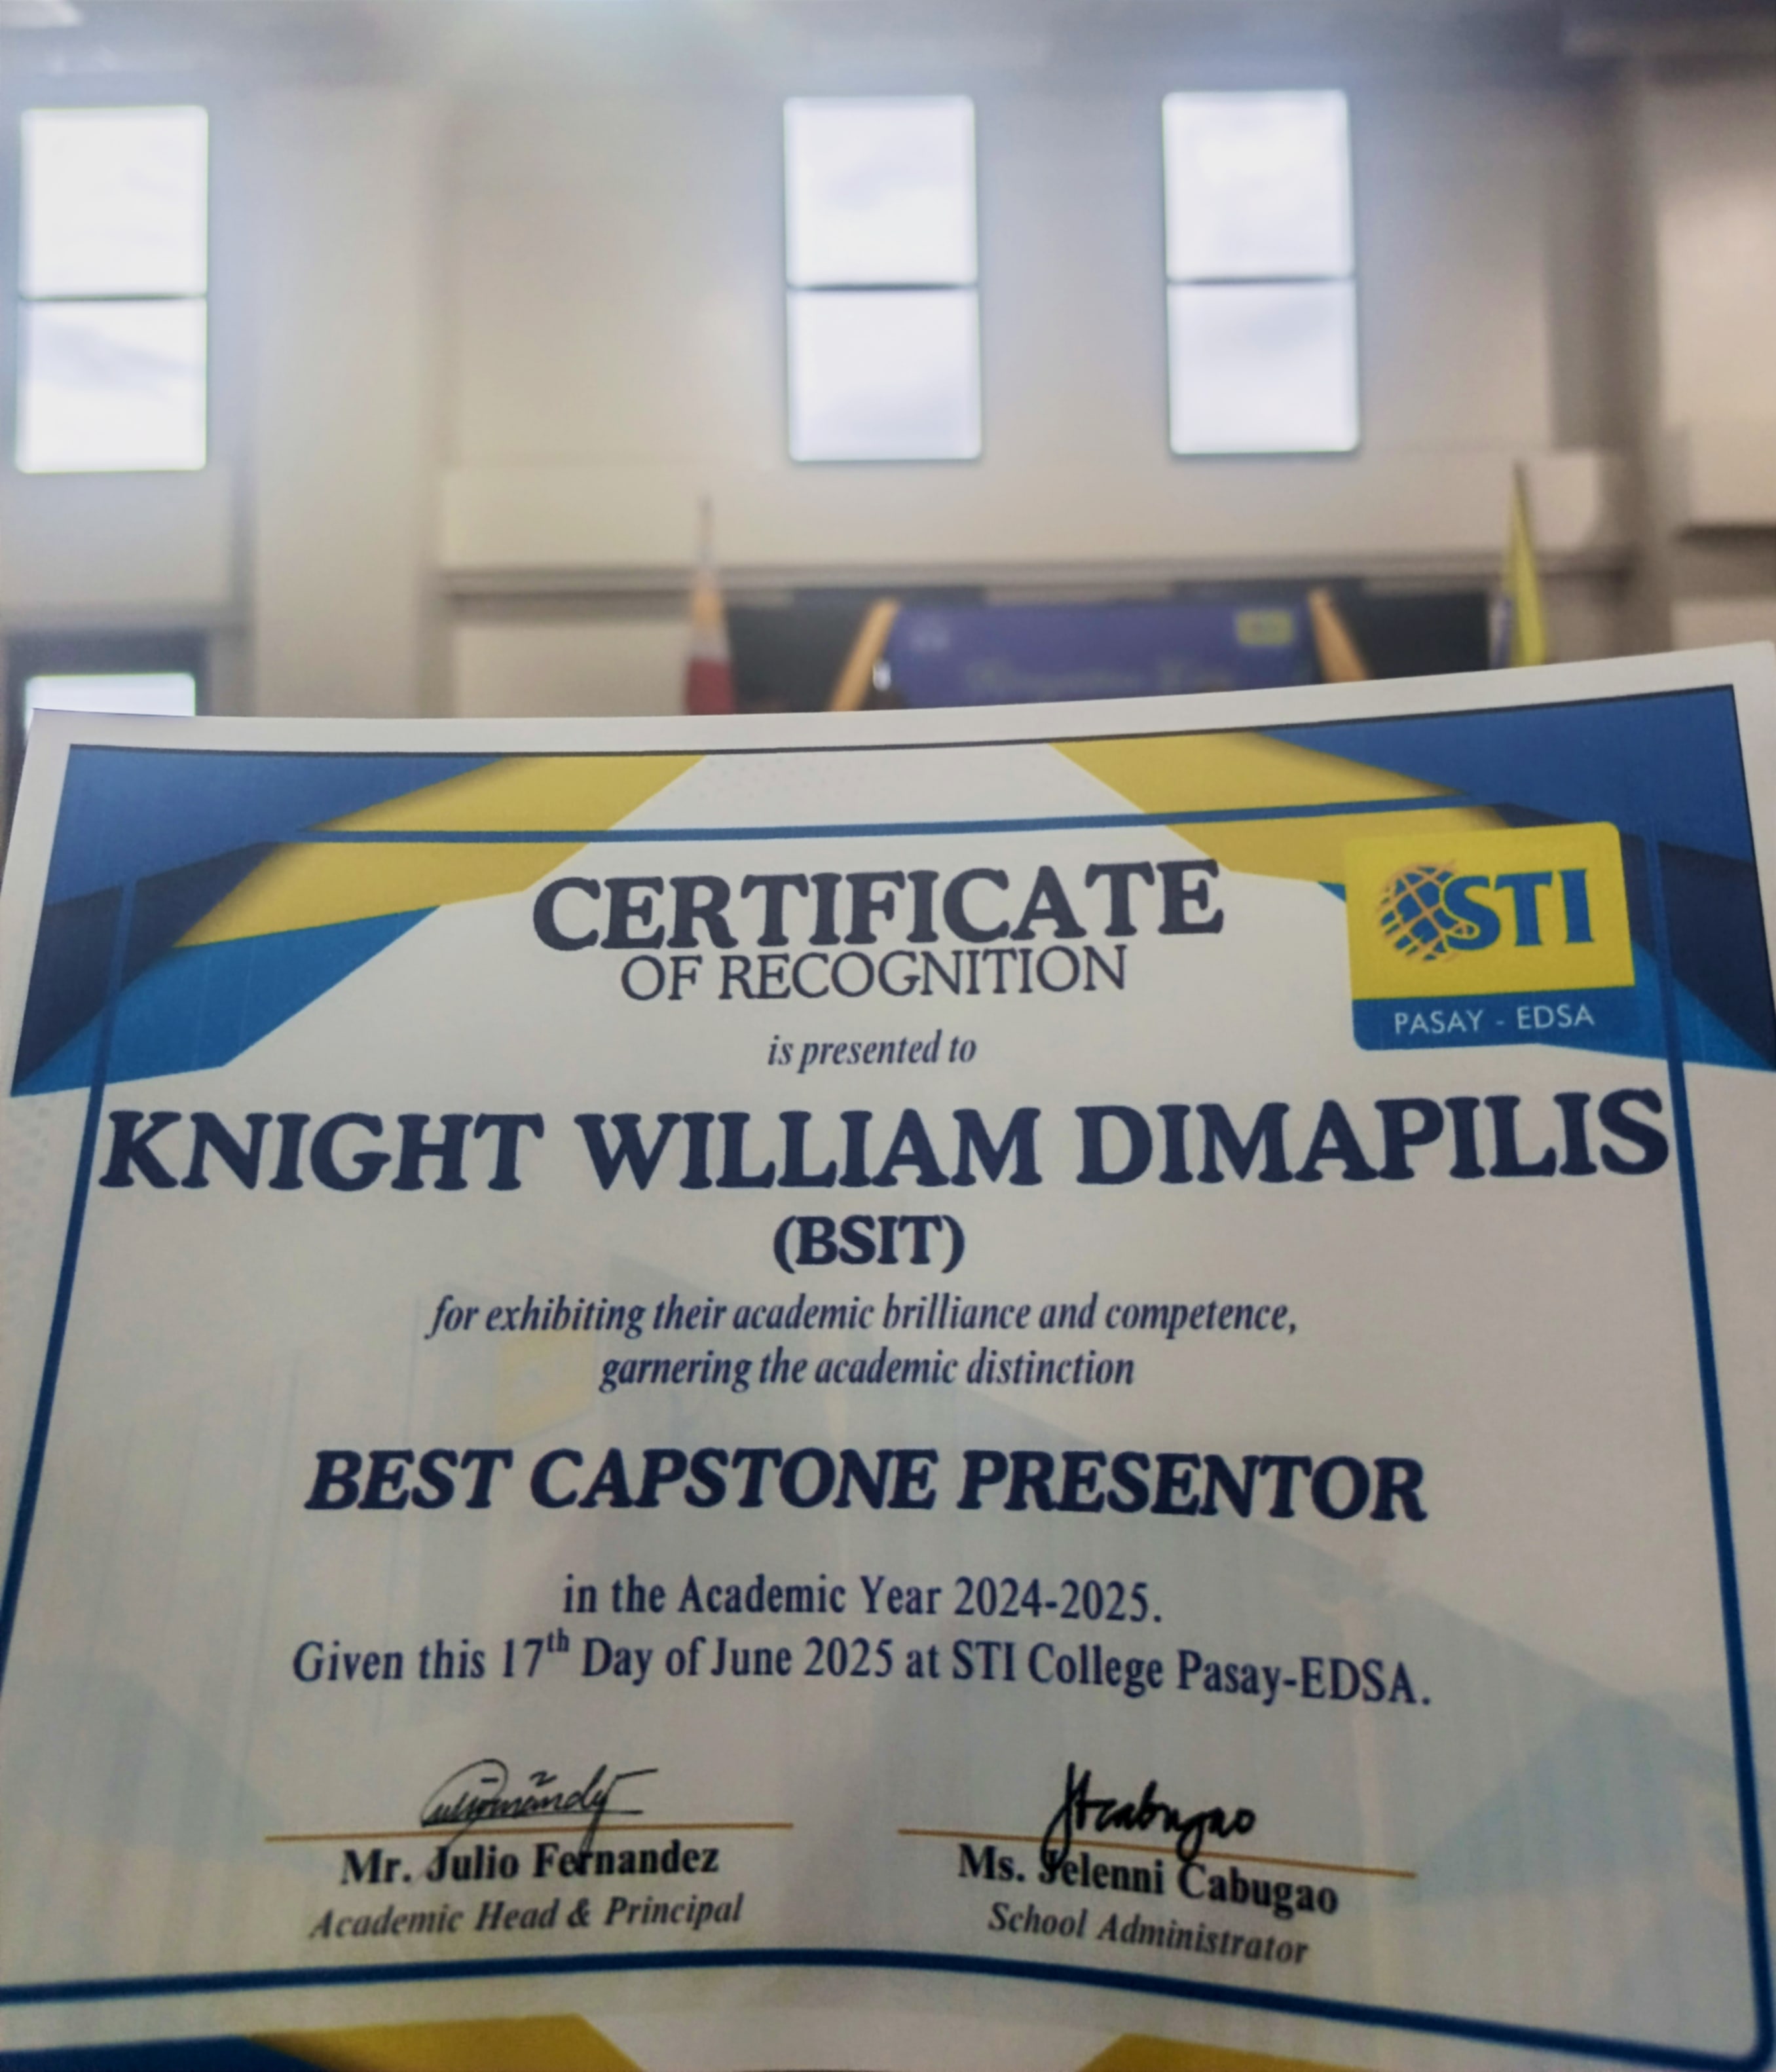 CERTIFICATE
OF RECOGNITION
STI
PASAY - EDSA
is presented to
KNIGHT WILLIAM DIMAPILIS
(BSIT)
for exhibiting their academic brilliance and competence,
garnering the academic distinction
BEST CAPSTONE PRESENTOR
in the Academic Year 2024-2025.
Given this 17th Day of June 2025 at STI College Pasay-EDSA.
Mr. Julio Fernandez
Academic Head & Principal
Ms. Jelenni Cabugao
School Administrator